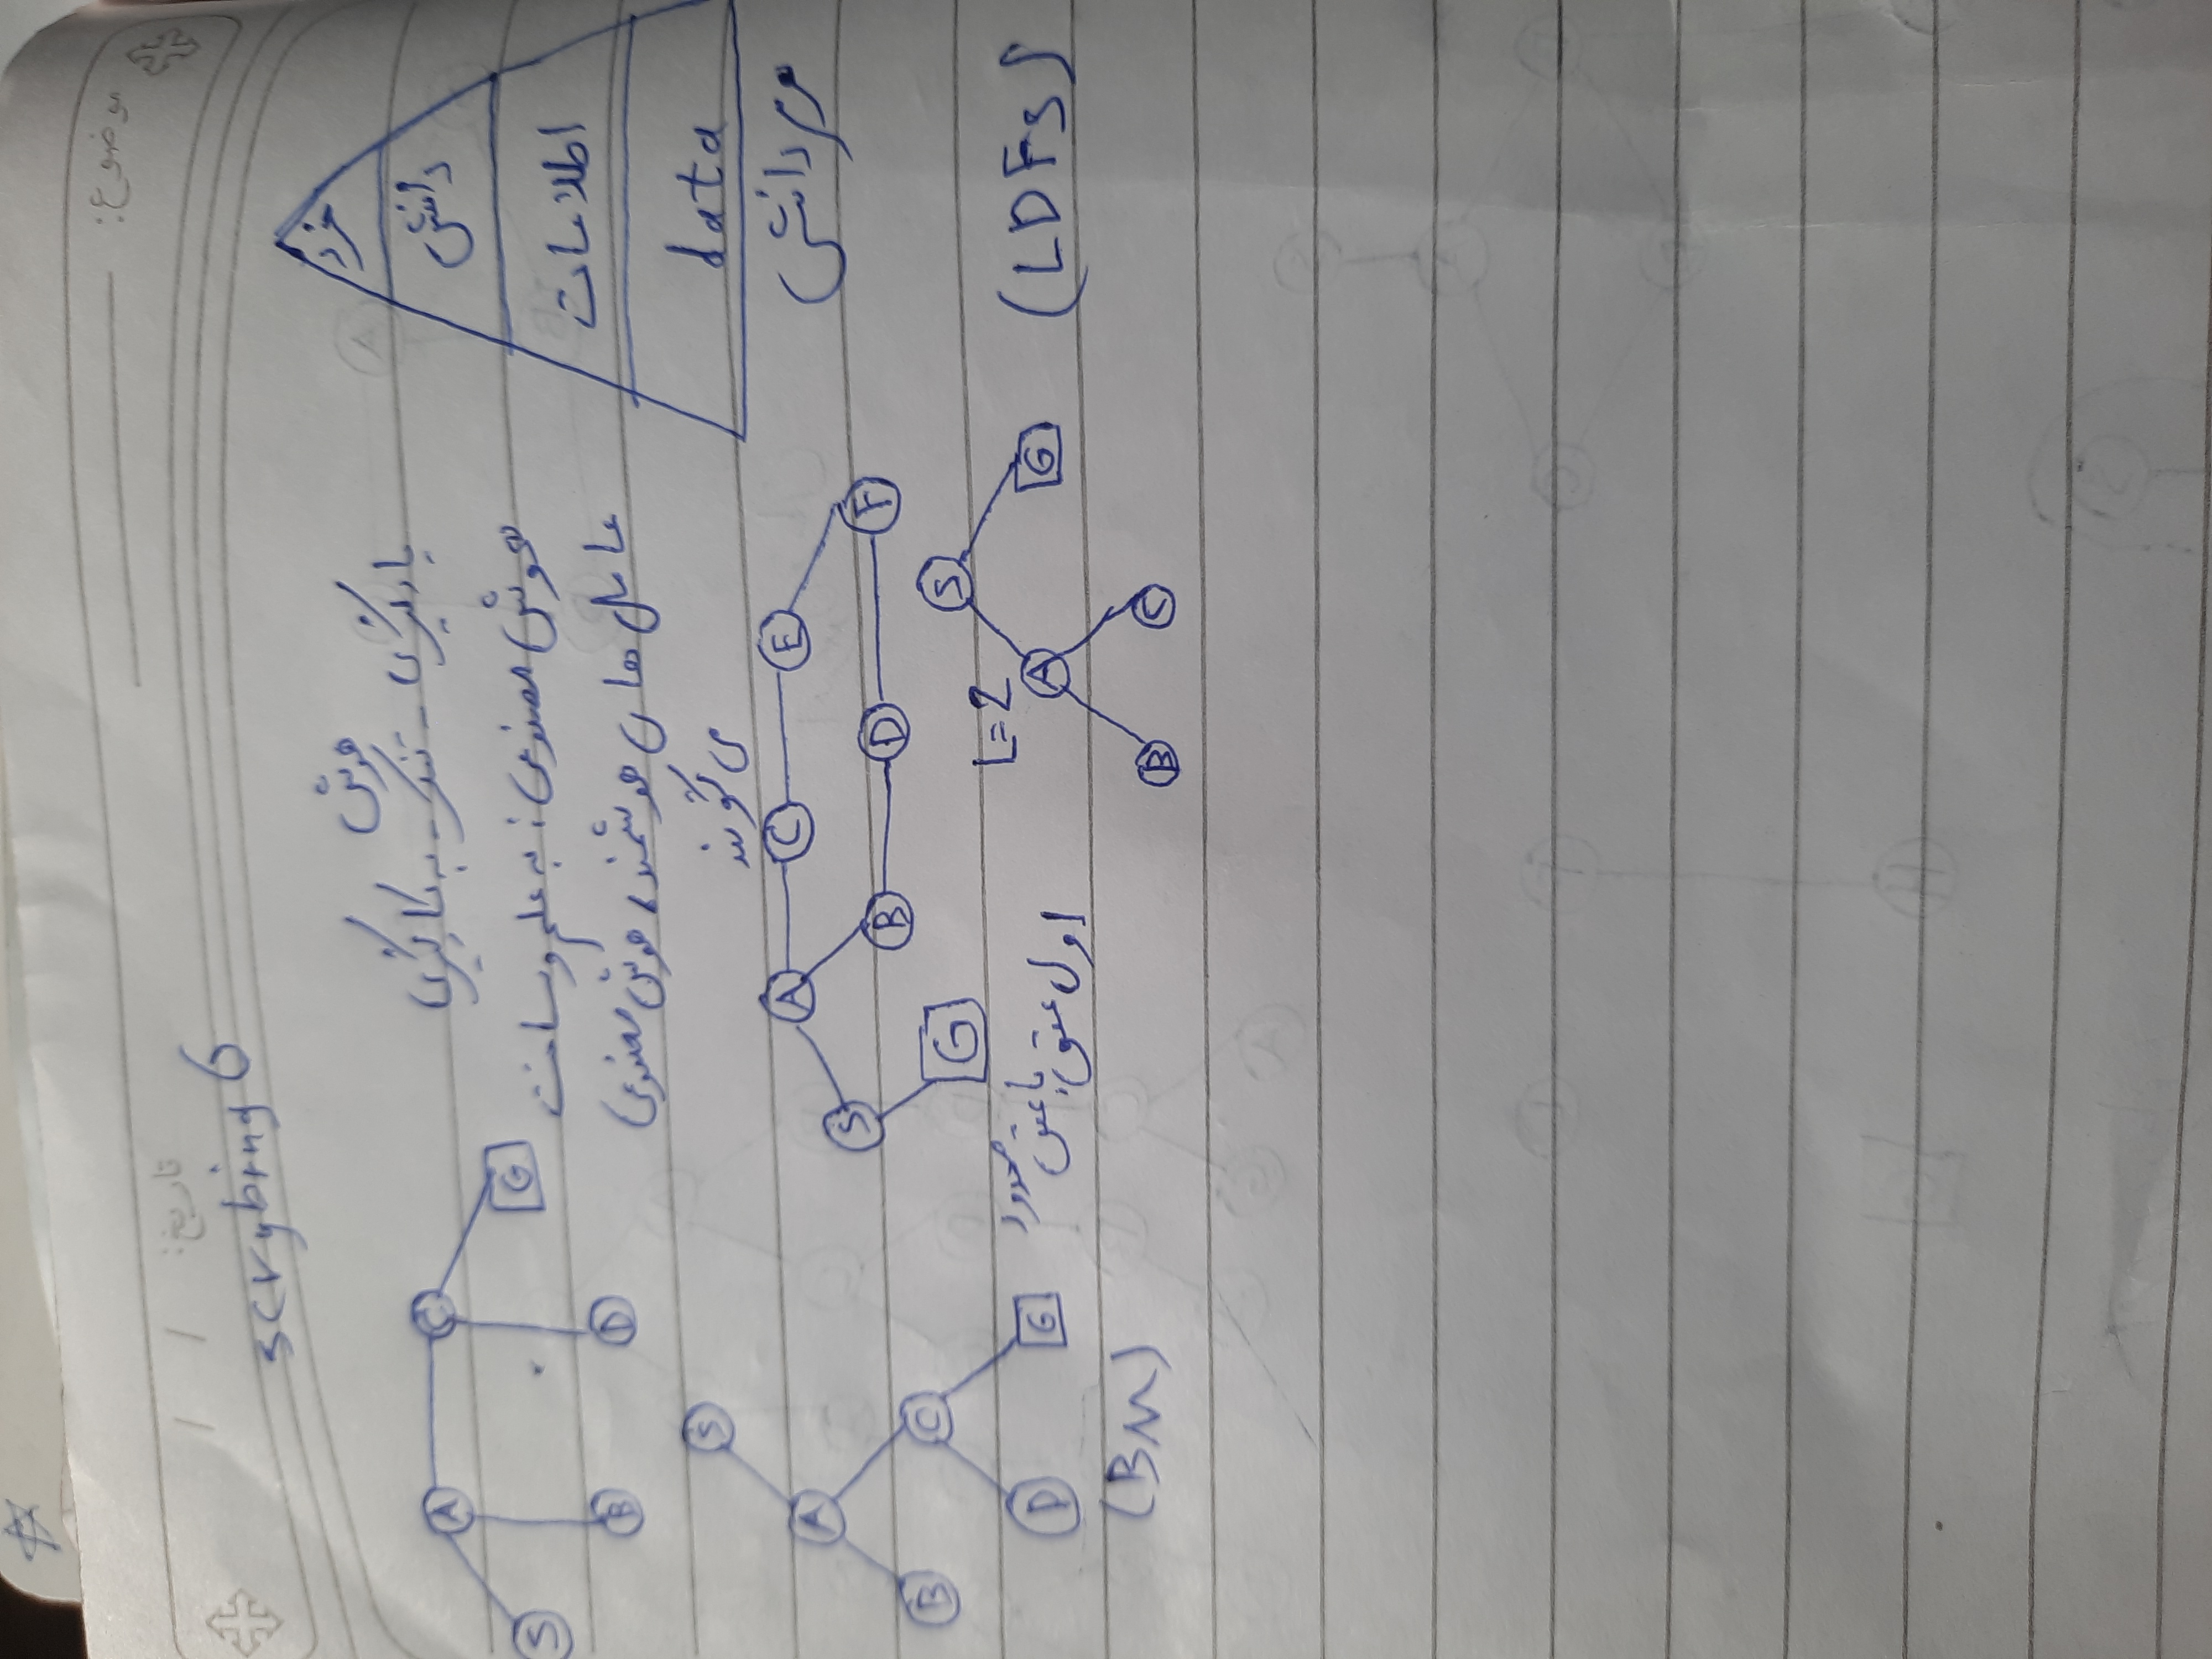 موضوع:
تاریخ: / /
scrybing 6
هوش
یادگیری - تفکر - به کارگیری
هوش مصنوعی: به علم و ساخت
عامل های هوشمند، هوش مصنوعی
می گویند
خرد
دانش
اطلاعات
data
هرم دانش
A C
S G
B D
S
A
B C
D G
(BM)
A C E
S B D F
G
اول عمق با عمق محدود
L=2
S
A G
B C
(LDFS)